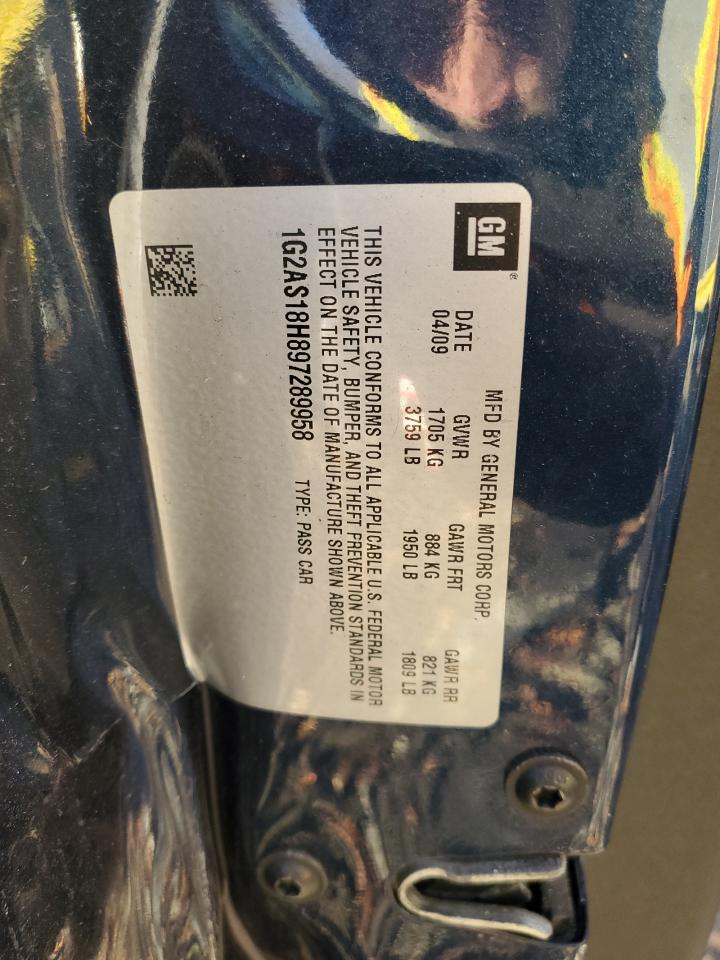 GM
MFD BY GENERAL MOTORS CORP.
DATE GVWR GAWR FRT GAWR RR
04/09 1705 KG 884 KG 821 KG
3759 LB 1950 LB 1809 LB
THIS VEHICLE CONFORMS TO ALL APPLICABLE U.S. FEDERAL MOTOR
VEHICLE SAFETY, BUMPER, AND THEFT PREVENTION STANDARDS IN
EFFECT ON THE DATE OF MANUFACTURE SHOWN ABOVE.
1G2AS18H897289958 TYPE: PASS CAR